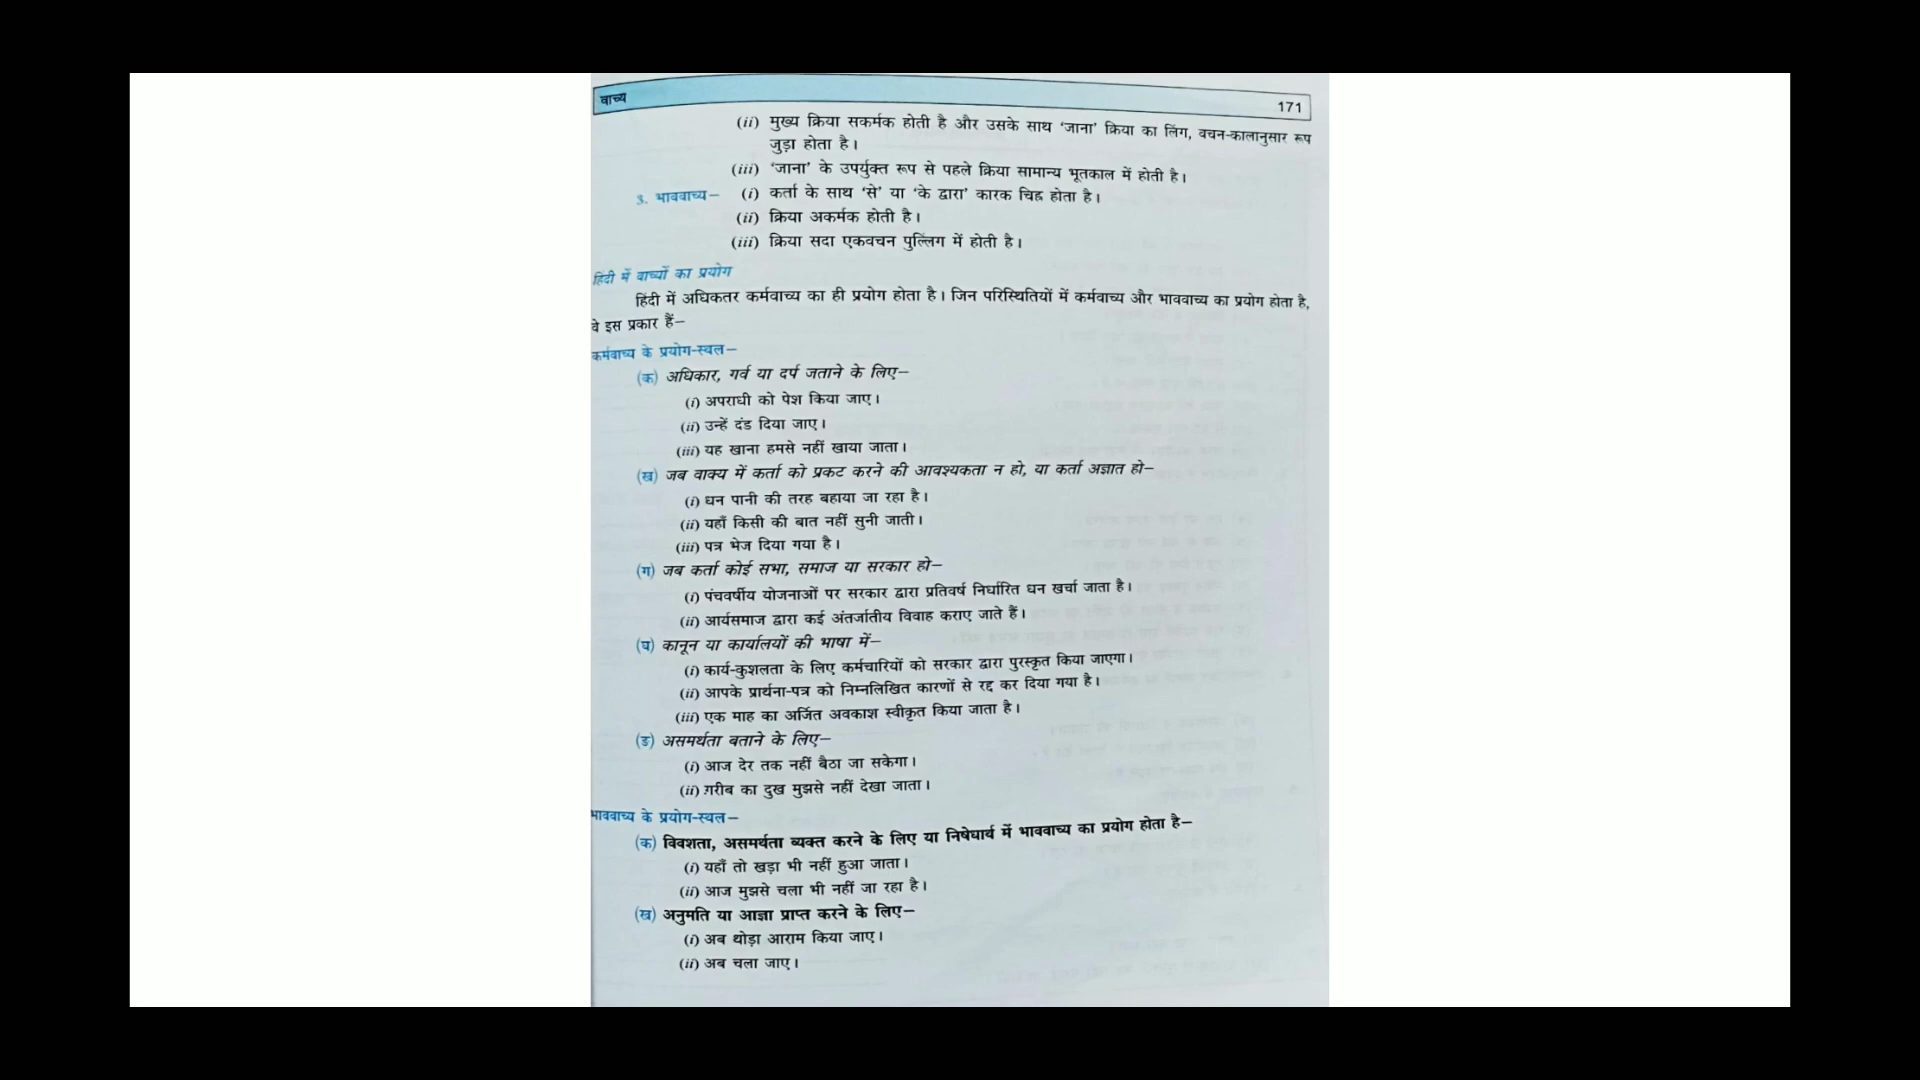 वाच्य 171
(ii) मुख्य क्रिया सकर्मक होती है और उसके साथ ‘जाना’ क्रिया का लिंग, वचन-कालानुसार रूप
जुड़ा होता है।
(iii) ‘जाना’ के उपर्युक्त रूप से पहले क्रिया सामान्य भूतकाल में होती है।
3. भाववाच्य– (i) कर्ता के साथ ‘से’ या ‘के द्वारा’ कारक चिह्न होता है।
(ii) क्रिया अकर्मक होती है।
(iii) क्रिया सदा एकवचन पुल्लिंग में होती है।
हिंदी में वाच्यों का प्रयोग
हिंदी में अधिकतर कर्मवाच्य का ही प्रयोग होता है। जिन परिस्थितियों में कर्मवाच्य और भाववाच्य का प्रयोग होता है,
वे इस प्रकार हैं–
कर्मवाच्य के प्रयोग-स्थल–
(क) अधिकार, गर्व या दर्प जताने के लिए–
(i) अपराधी को पेश किया जाए।
(ii) उन्हें दंड दिया जाए।
(iii) यह खाना हमसे नहीं खाया जाता।
(ख) जब वाक्य में कर्ता को प्रकट करने की आवश्यकता न हो, या कर्ता अज्ञात हो–
(i) धन पानी की तरह बहाया जा रहा है।
(ii) यहाँ किसी की बात नहीं सुनी जाती।
(iii) पत्र भेज दिया गया है।
(ग) जब कर्ता कोई सभा, समाज या सरकार हो–
(i) पंचवर्षीय योजनाओं पर सरकार द्वारा प्रतिवर्ष निर्धारित धन खर्चा जाता है।
(ii) आर्यसमाज द्वारा कई अंतर्जातीय विवाह कराए जाते हैं।
(घ) कानून या कार्यालयों की भाषा में–
(i) कार्य-कुशलता के लिए कर्मचारियों को सरकार द्वारा पुरस्कृत किया जाएगा।
(ii) आपके प्रार्थना-पत्र को निम्नलिखित कारणों से रद्द कर दिया गया है।
(iii) एक माह का अर्जित अवकाश स्वीकृत किया जाता है।
(ङ) असमर्थता बताने के लिए–
(i) आज देर तक नहीं बैठा जा सकेगा।
(ii) ग़रीब का दुख मुझसे नहीं देखा जाता।
भाववाच्य के प्रयोग-स्थल–
(क) विवशता, असमर्थता व्यक्त करने के लिए या निषेधार्थ में भाववाच्य का प्रयोग होता है–
(i) यहाँ तो खड़ा भी नहीं हुआ जाता।
(ii) आज मुझसे चला भी नहीं जा रहा है।
(ख) अनुमति या आज्ञा प्राप्त करने के लिए–
(i) अब थोड़ा आराम किया जाए।
(ii) अब चला जाए।